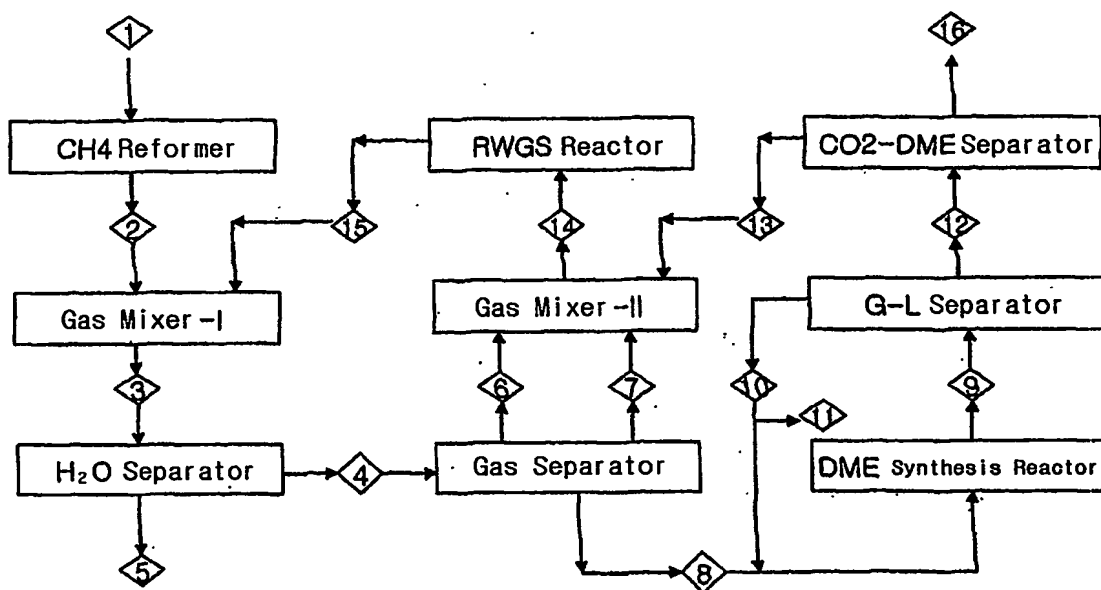 1
16
CH4 Reformer
RWGS Reactor
CO2-DME Separator
2
15
14
13
12
Gas Mixer-I
Gas Mixer-II
G-L Separator
3
6
7
10
9
11
H₂O Separator
4
Gas Separator
DME Synthesis Reactor
5
8